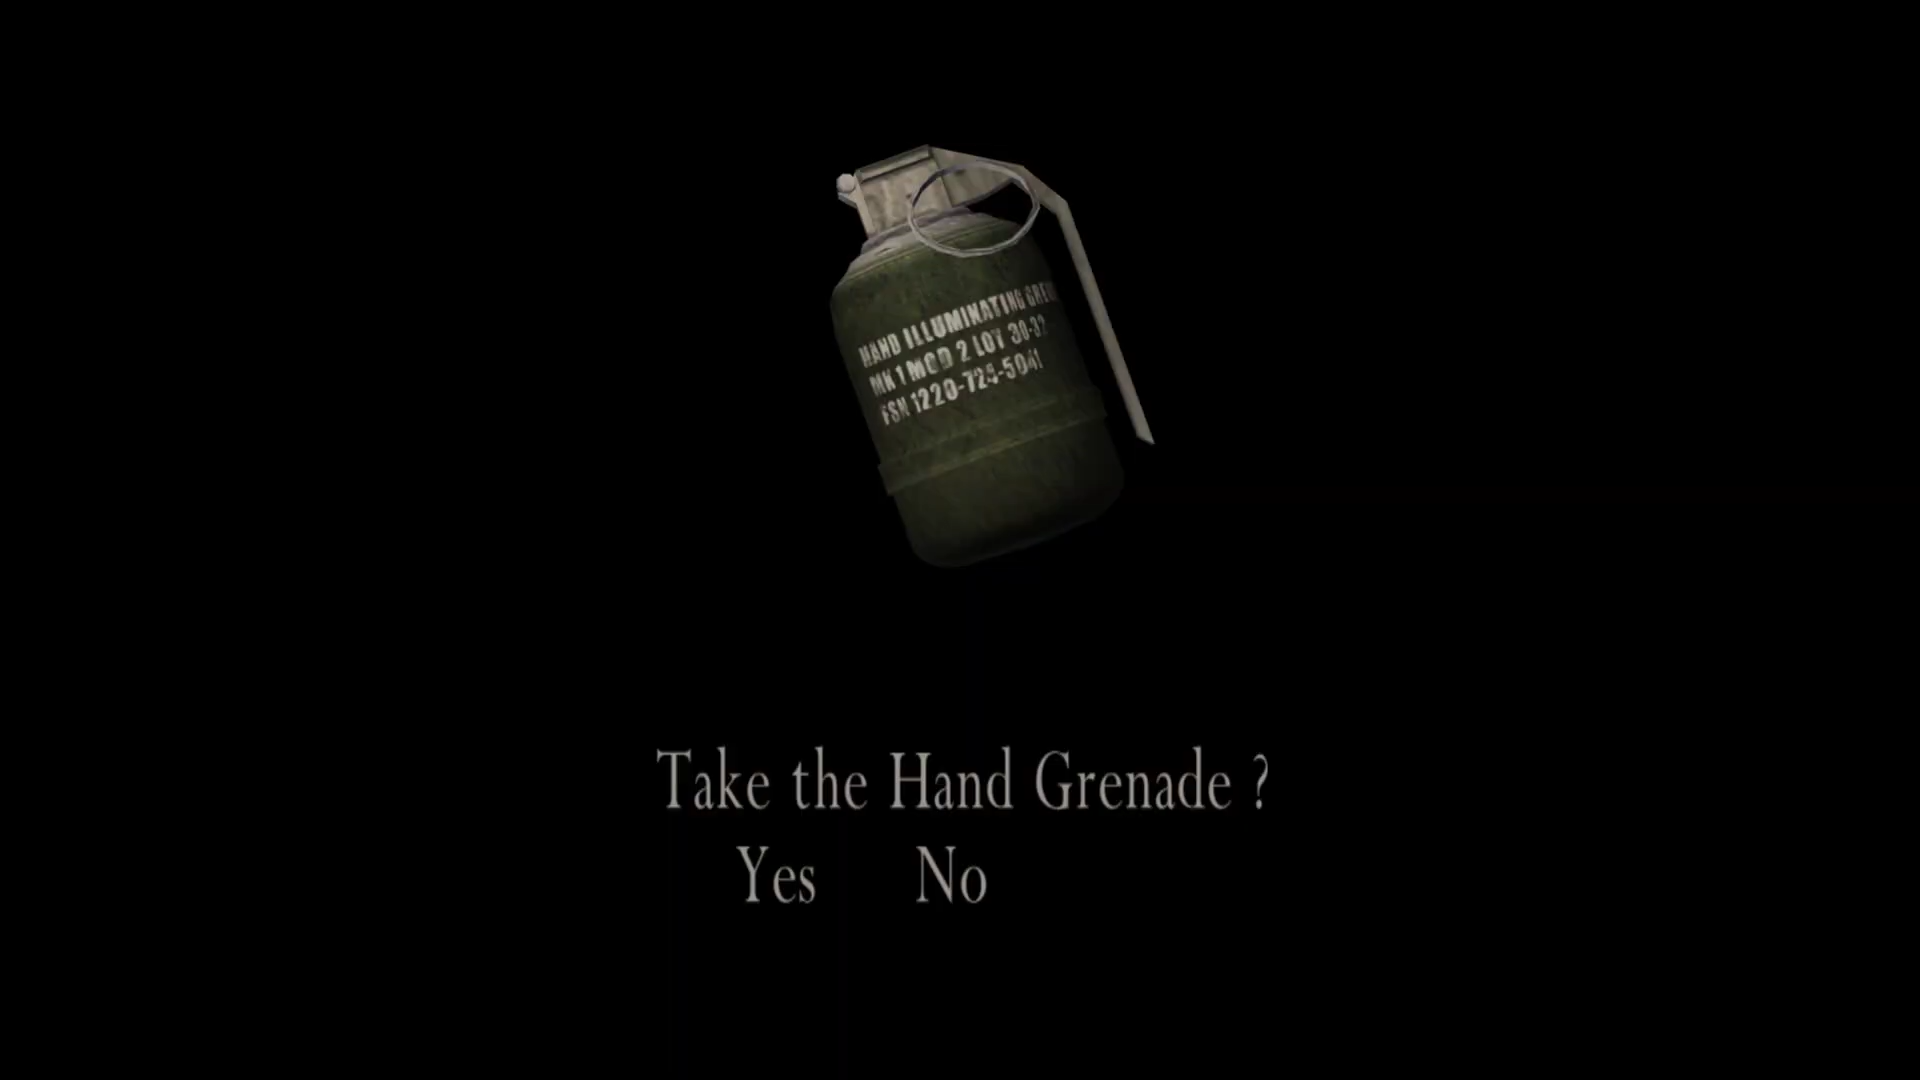 HAND ILLUMINATING
MK 1 MOD 2 LOT 30-32
FSN 1220-724-5041
Take the Hand Grenade ?
Yes No